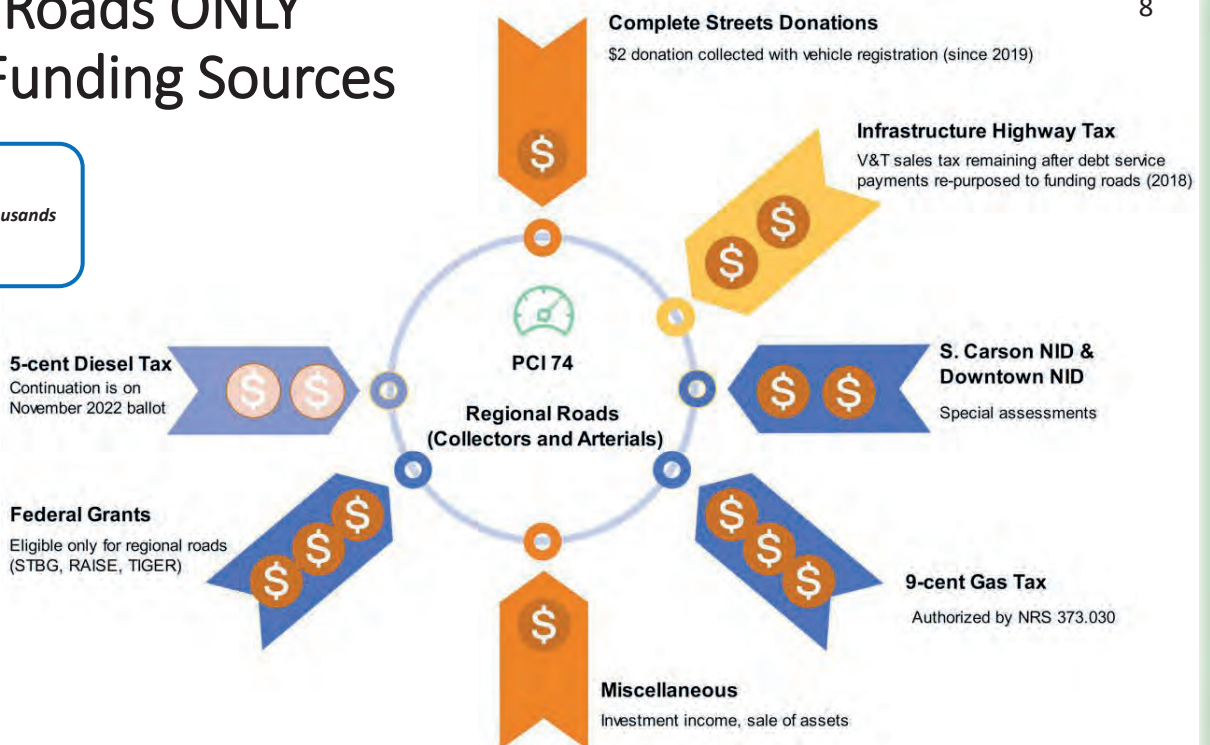 Roads ONLY
Funding Sources
8
Complete Streets Donations
$2 donation collected with vehicle registration (since 2019)
$
Infrastructure Highway Tax
V&T sales tax remaining after debt service
payments re-purposed to funding roads (2018)
$ $
5-cent Diesel Tax
Continuation is on
November 2022 ballot
$ $
PCI 74
Regional Roads
(Collectors and Arterials)
S. Carson NID &
Downtown NID
Special assessments
$ $
Federal Grants
Eligible only for regional roads
(STBG, RAISE, TIGER)
$ $ $
9-cent Gas Tax
Authorized by NRS 373.030
$ $ $
Miscellaneous
Investment income, sale of assets
$